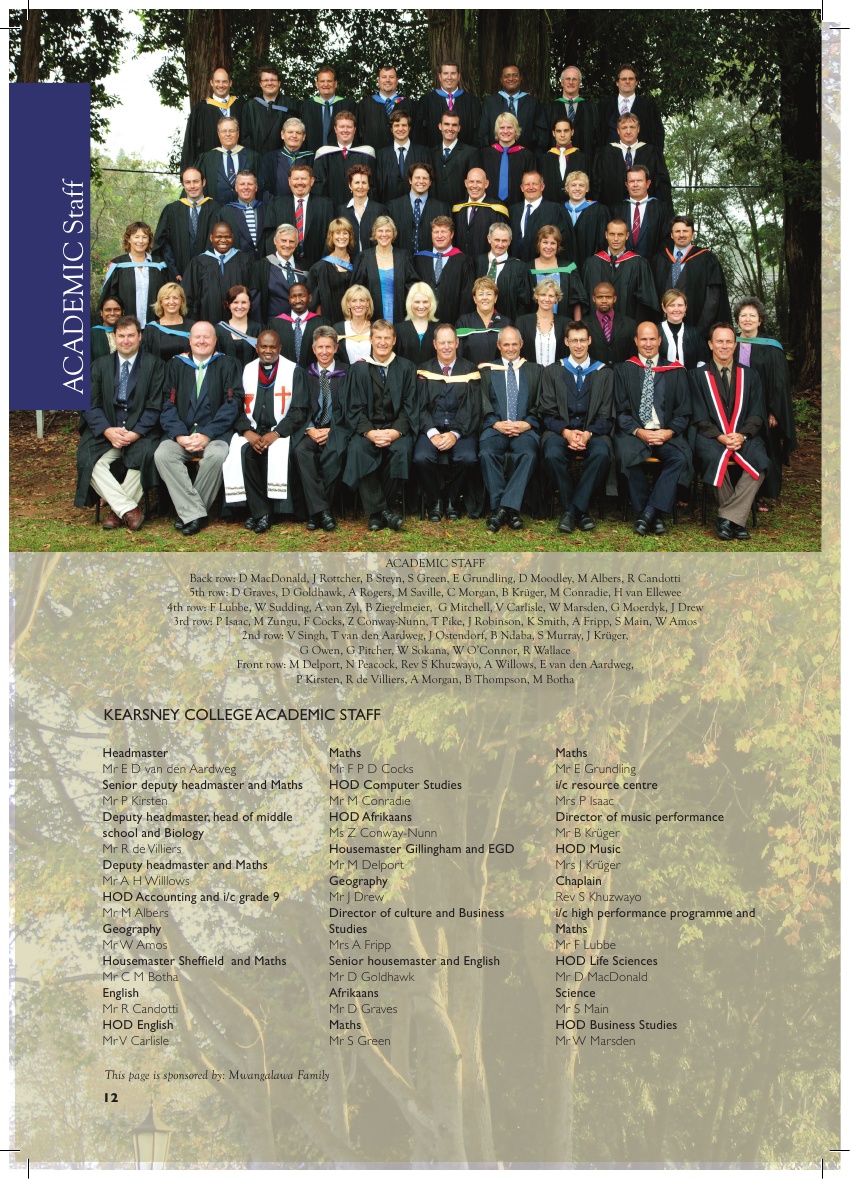 ACADEMIC Staff
ACADEMIC STAFF
Back row: D MacDonald, J Rottcher, B Steyn, S Green, E Grundling, D Moodley, M Albers, R Candotti
5th row: D Graves, D Goldhawk, A Rogers, M Saville, C Morgan, B Krüger, M Conradie, H van Ellewee
4th row: F Lubbe, W Sudding, A van Zyl, B Ziegelmeier, G Mitchell, V Carlisle, W Marsden, G Moerdyk, J Drew
3rd row: P Isaac, M Zungu, F Cocks, Z Conway-Nunn, T Pike, J Robinson, K Smith, A Fripp, S Main, W Amos
2nd row: V Singh, T van den Aardweg, J Ostendorf, B Ndaba, S Murray, J Krüger,
G Owen, G Pitcher, W Sokana, W O'Connor, R Wallace
Front row: M Delport, N Peacock, Rev S Khuzwayo, A Willows, E van den Aardweg,
P Kirsten, R de Villiers, A Morgan, B Thompson, M Botha
KEARSNEY COLLEGE ACADEMIC STAFF
Headmaster
Mr E D van den Aardweg
Senior deputy headmaster and Maths
Mr P Kirsten
Deputy headmaster, head of middle
school and Biology
Mr R de Villiers
Deputy headmaster and Maths
Mr A H Willlows
HOD Accounting and i/c grade 9
Mr M Albers
Geography
Mr W Amos
Housemaster Sheffield and Maths
Mr C M Botha
English
Mr R Candotti
HOD English
Mr V Carlisle
Maths
Mr F P D Cocks
HOD Computer Studies
Mr M Conradie
HOD Afrikaans
Ms Z Conway-Nunn
Housemaster Gillingham and EGD
Mr M Delport
Geography
Mr J Drew
Director of culture and Business
Studies
Mrs A Fripp
Senior housemaster and English
Mr D Goldhawk
Afrikaans
Mr D Graves
Maths
Mr S Green
Maths
Mr E Grundling
i/c resource centre
Mrs P Isaac
Director of music performance
Mr B Krüger
HOD Music
Mrs J Krüger
Chaplain
Rev S Khuzwayo
i/c high performance programme and
Maths
Mr F Lubbe
HOD Life Sciences
Mr D MacDonald
Science
Mr S Main
HOD Business Studies
Mr W Marsden
This page is sponsored by: Mwangalawa Family
12